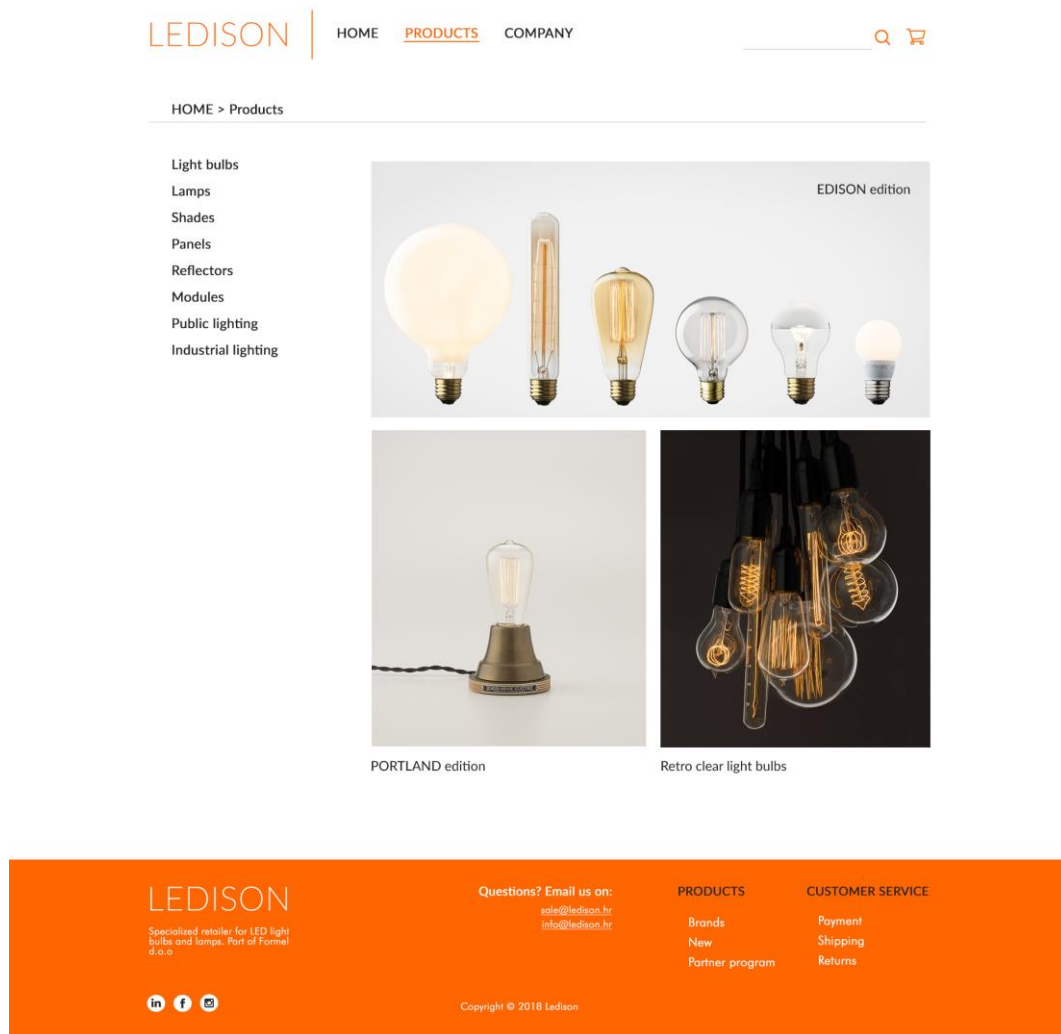 LEDISON
HOME PRODUCTS COMPANY
HOME > Products
Light bulbs
Lamps
Shades
Panels
Reflectors
Modules
Public lighting
Industrial lighting
EDISON edition
PORTLAND edition
Retro clear light bulbs
LEDISON
Specialized retailer for LED light
bulbs and lamps. Part of Formel
d.o.o
Questions? Email us on:
sale@ledison.hr
info@ledison.hr
PRODUCTS
Brands
New
Partner program
CUSTOMER SERVICE
Payment
Shipping
Returns
in f
Copyright © 2018 Ledison